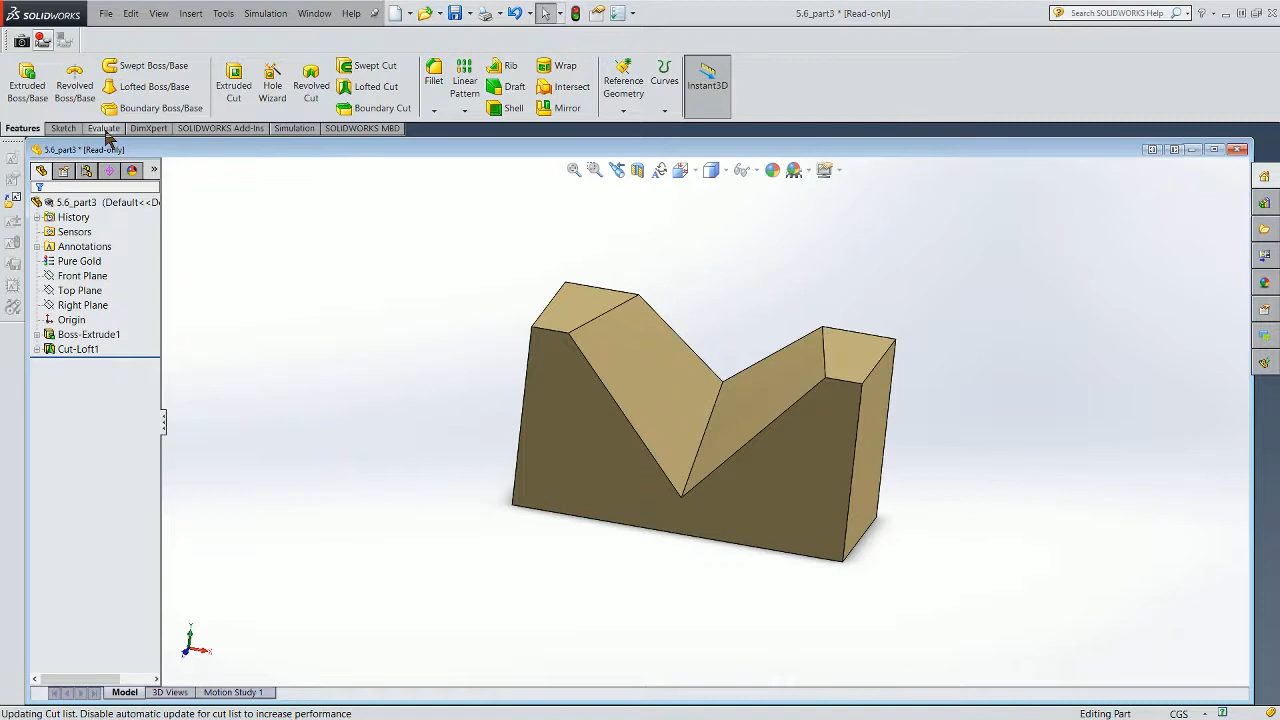 SOLIDWORKS File Edit View Insert Tools Simulation Window Help 5.6_part3 * [Read-only] Search SOLIDWORKS Help
Extruded Boss/Base
Revolved Boss/Base
Swept Boss/Base
Lofted Boss/Base
Boundary Boss/Base
Extruded Cut
Hole Wizard
Revolved Cut
Swept Cut
Lofted Cut
Boundary Cut
Fillet
Linear Pattern
Rib
Draft
Shell
Wrap
Intersect
Mirror
Reference Geometry
Curves
Instant3D
Features Sketch Evaluate DimXpert SOLIDWORKS Add-Ins Simulation SOLIDWORKS MBD
5.6_part3 * [Read-only]
5.6_part3 (Default<<D
History
Sensors
Annotations
Pure Gold
Front Plane
Top Plane
Right Plane
Origin
Boss-Extrude1
Cut-Loft1
Y
X
Z
Model 3D Views Motion Study 1
Updating Cut list. Disable automatic update for cut list to increase performance Editing Part CGS